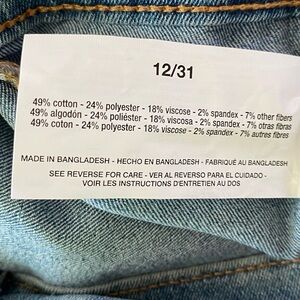 12/31
49% cotton - 24% polyester - 18% viscose - 2% spandex - 7% other fibers
49% algodón - 24% poliéster - 18% viscosa - 2% spandex - 7% otras fibras
49% coton - 24% polyester - 18% viscose - 2% spandex - 7% autres fibres
MADE IN BANGLADESH - HECHO EN BANGLADESH - FABRIQUÉ AU BANGLADESH
SEE REVERSE FOR CARE - VER AL REVERSO PARA EL CUIDADO -
VOIR LES INSTRUCTIONS D'ENTRETIEN AU DOS